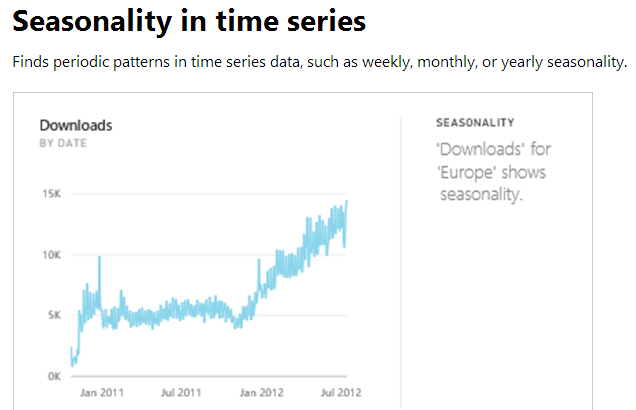 Seasonality in time series
Finds periodic patterns in time series data, such as weekly, monthly, or yearly seasonality.
Downloads
BY DATE
15K
10K
5K
0K
Jan 2011 Jul 2011 Jan 2012 Jul 2012
SEASONALITY
'Downloads' for
'Europe' shows
seasonality.